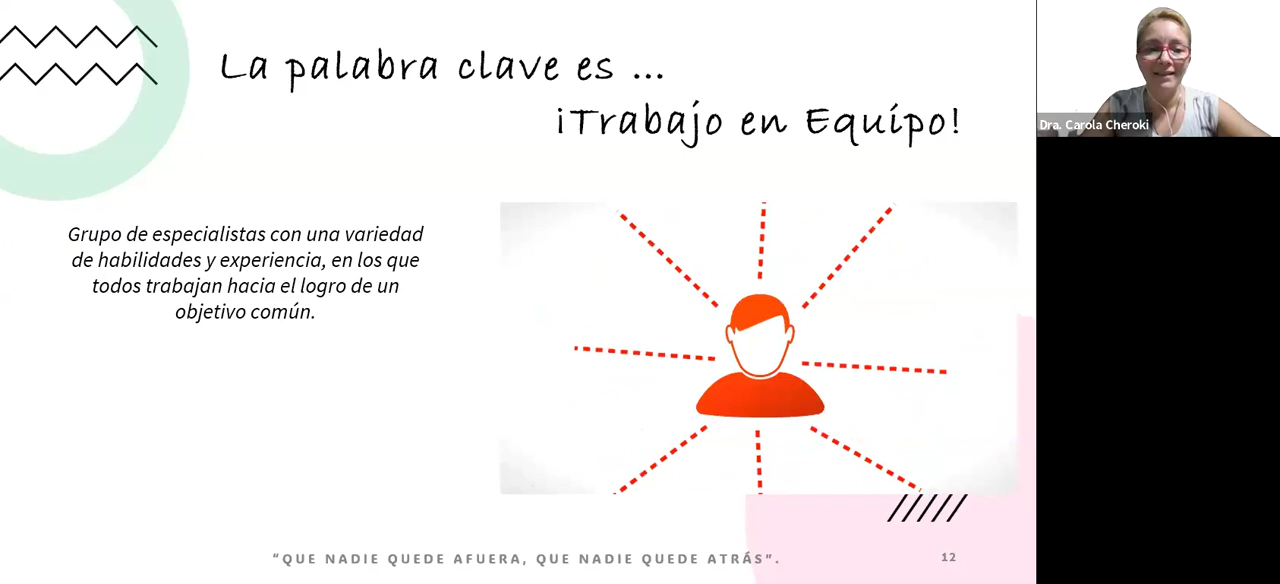 La palabra clave es ...
¡Trabajo en Equipo!
Grupo de especialistas con una variedad
de habilidades y experiencia, en los que
todos trabajan hacia el logro de un
objetivo común.
“QUE NADIE QUEDE AFUERA, QUE NADIE QUEDE ATRÁS”.
12
Dra. Carola Cheroki